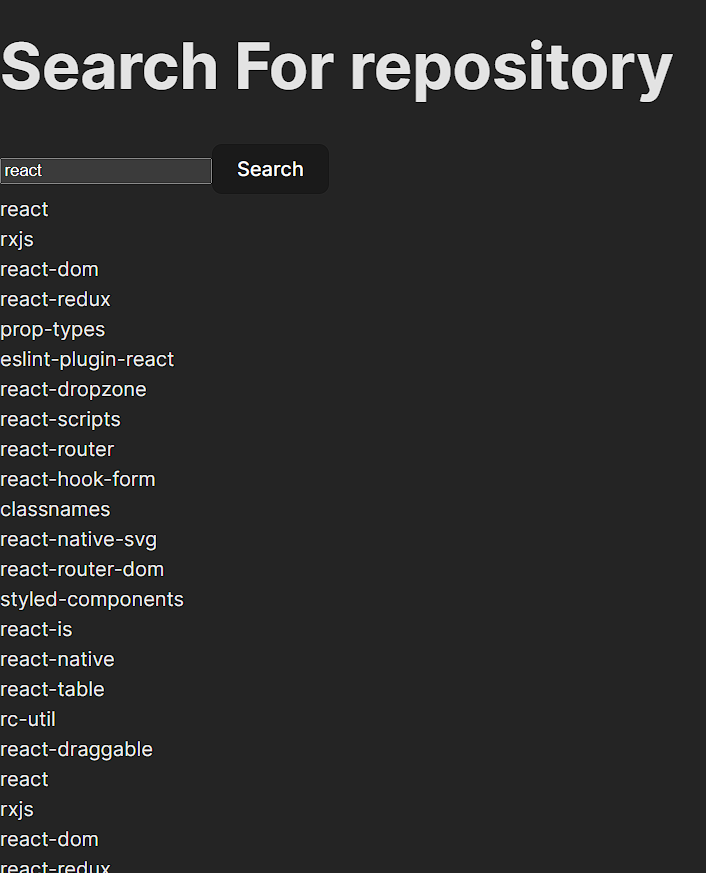 Search For repository
react Search
react
rxjs
react-dom
react-redux
prop-types
eslint-plugin-react
react-dropzone
react-scripts
react-router
react-hook-form
classnames
react-native-svg
react-router-dom
styled-components
react-is
react-native
react-table
rc-util
react-draggable
react
rxjs
react-dom
react-redux